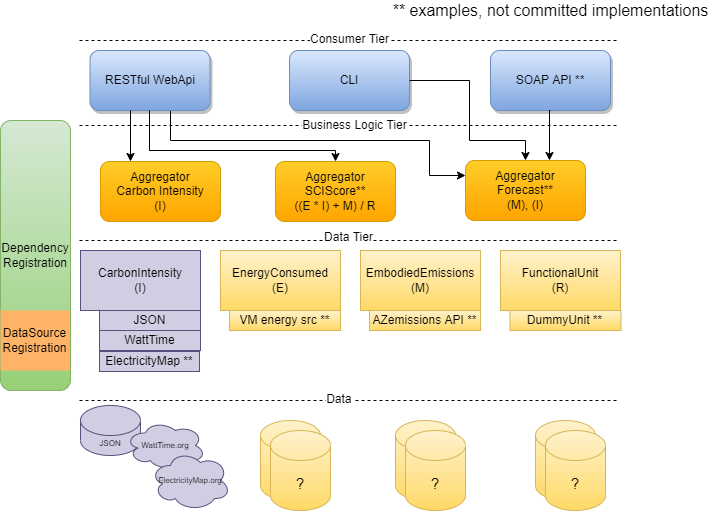 ** examples, not committed implementations
Consumer Tier
RESTful WebApi
CLI
SOAP API **
Business Logic Tier
Aggregator
Carbon Intensity
(I)
Aggregator
SCIScore**
((E * I) + M) / R
Aggregator
Forecast**
(M), (I)
Dependency
Registration
DataSource
Registration
Data Tier
CarbonIntensity
(I)
JSON
WattTime
ElectricityMap **
EnergyConsumed
(E)
VM energy src **
EmbodiedEmissions
(M)
AZemissions API **
FunctionalUnit
(R)
DummyUnit **
Data
JSON
WattTime.org
ElectricityMap.org
?
?
?